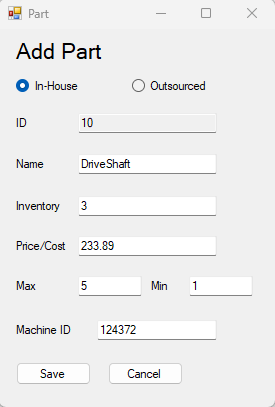 Part
Add Part
In-House Outsourced
ID 10
Name DriveShaft
Inventory 3
Price/Cost 233.89
Max 5 Min 1
Machine ID 124372
Save Cancel